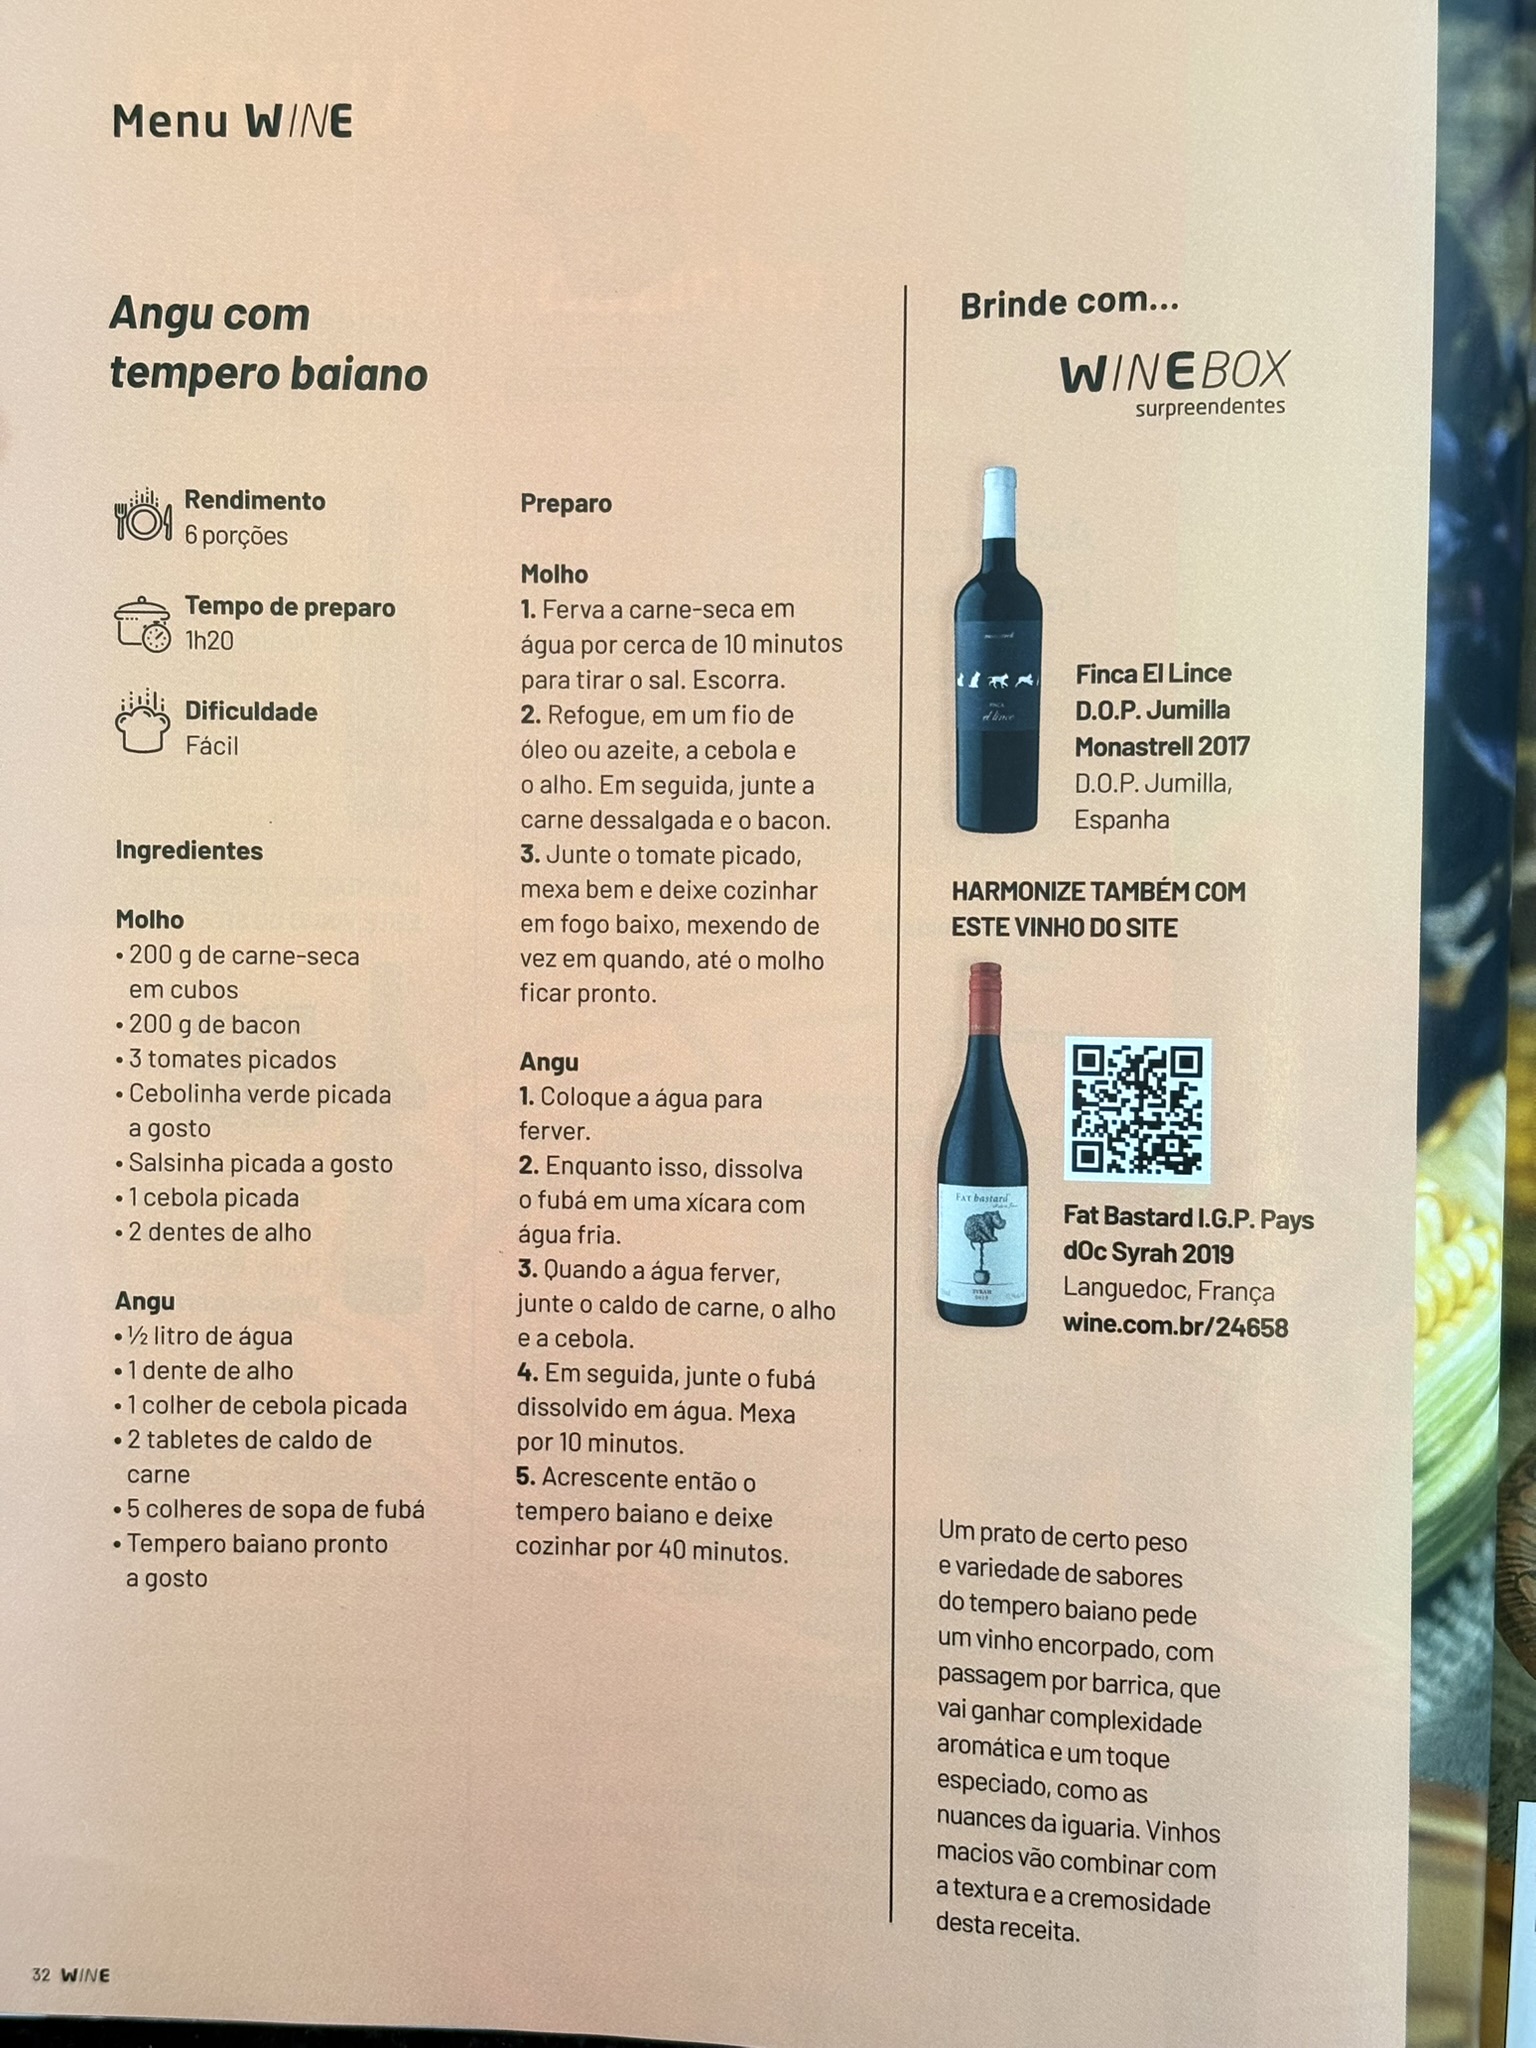 Menu WINE
Angu com
tempero baiano
Rendimento
6 porções
Tempo de preparo
1h20
Dificuldade
Fácil
Ingredientes
Molho
• 200 g de carne-seca
em cubos
• 200 g de bacon
• 3 tomates picados
• Cebolinha verde picada
a gosto
• Salsinha picada a gosto
• 1 cebola picada
• 2 dentes de alho
Angu
• ½ litro de água
• 1 dente de alho
• 1 colher de cebola picada
• 2 tabletes de caldo de
carne
• 5 colheres de sopa de fubá
• Tempero baiano pronto
a gosto
Preparo
Molho
1. Ferva a carne-seca em
água por cerca de 10 minutos
para tirar o sal. Escorra.
2. Refogue, em um fio de
óleo ou azeite, a cebola e
o alho. Em seguida, junte a
carne dessalgada e o bacon.
3. Junte o tomate picado,
mexa bem e deixe cozinhar
em fogo baixo, mexendo de
vez em quando, até o molho
ficar pronto.
Angu
1. Coloque a água para
ferver.
2. Enquanto isso, dissolva
o fubá em uma xícara com
água fria.
3. Quando a água ferver,
junte o caldo de carne, o alho
e a cebola.
4. Em seguida, junte o fubá
dissolvido em água. Mexa
por 10 minutos.
5. Acrescente então o
tempero baiano e deixe
cozinhar por 40 minutos.
Brinde com...
WINEBOX
surpreendentes
FINCA
el lince
Finca El Lince
D.O.P. Jumilla
Monastrell 2017
D.O.P. Jumilla,
Espanha
HARMONIZE TAMBÉM COM
ESTE VINHO DO SITE
FAT bastard
SYRAH
2019
Fat Bastard I.G.P. Pays
dOc Syrah 2019
Languedoc, França
wine.com.br/24658
Um prato de certo peso
e variedade de sabores
do tempero baiano pede
um vinho encorpado, com
passagem por barrica, que
vai ganhar complexidade
aromática e um toque
especiado, como as
nuances da iguaria. Vinhos
macios vão combinar com
a textura e a cremosidade
desta receita.
32 WINE